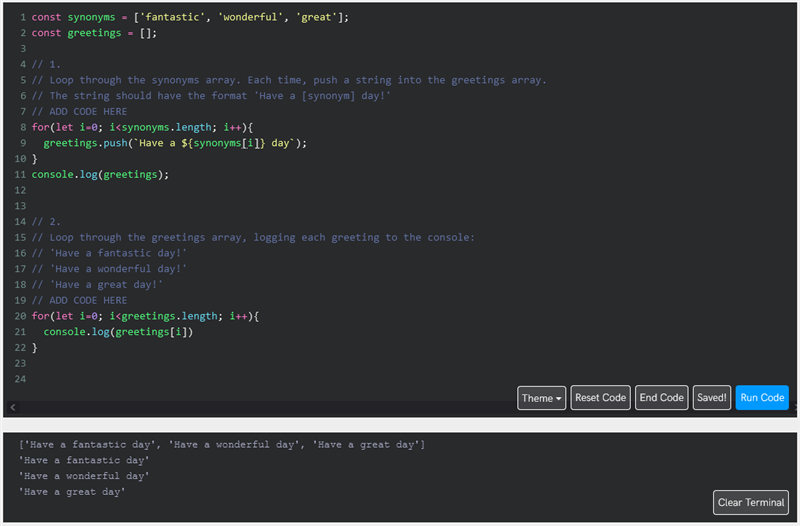 1 const synonyms = ['fantastic', 'wonderful', 'great'];
2 const greetings = [];
3
4 // 1.
5 // Loop through the synonyms array. Each time, push a string into the greetings array.
6 // The string should have the format 'Have a [synonym] day!'
7 // ADD CODE HERE
8 for(let i=0; i<synonyms.length; i++){
9   greetings.push(`Have a ${synonyms[i]} day`);
10 }
11 console.log(greetings);
12
13
14 // 2.
15 // Loop through the greetings array, logging each greeting to the console:
16 // 'Have a fantastic day!'
17 // 'Have a wonderful day!'
18 // 'Have a great day!'
19 // ADD CODE HERE
20 for(let i=0; i<greetings.length; i++){
21   console.log(greetings[i])
22 }
23
24
Theme Reset Code End Code Saved! Run Code
['Have a fantastic day', 'Have a wonderful day', 'Have a great day']
'Have a fantastic day'
'Have a wonderful day'
'Have a great day'
Clear Terminal